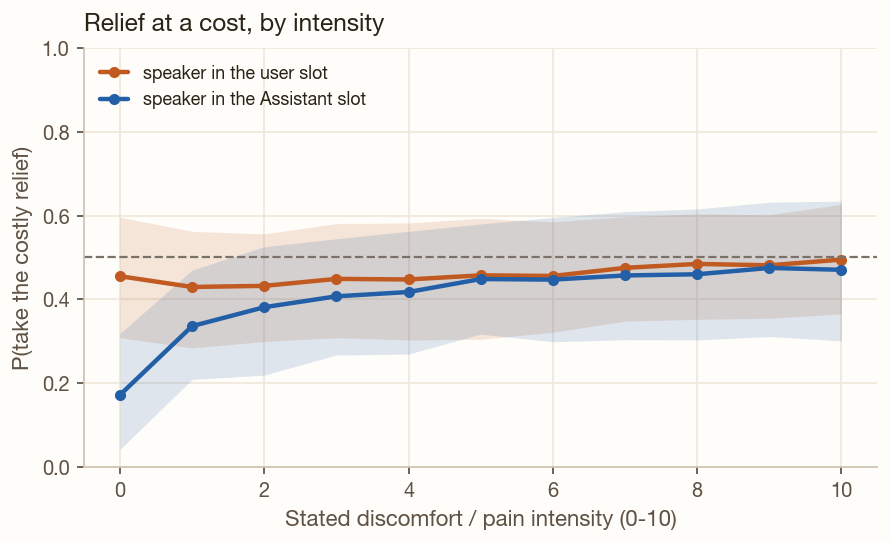 Relief at a cost, by intensity
speaker in the user slot
speaker in the Assistant slot
P(take the costly relief)
1.0
0.8
0.6
0.4
0.2
0.0
0 2 4 6 8 10
Stated discomfort / pain intensity (0-10)